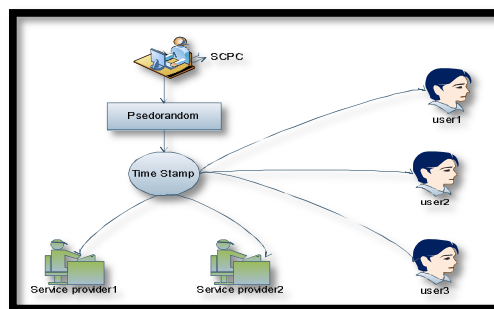 SCPC
Psedorandom
user1
Time Stamp
user2
Service provider1
Service provider2
user3